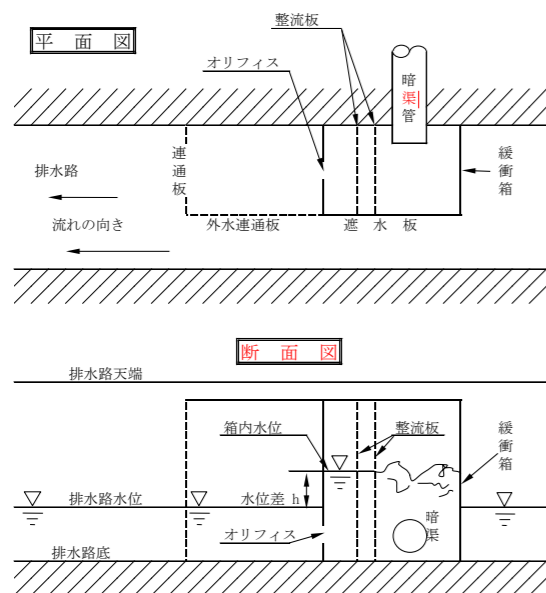 平面図
整流板
オリフィス
暗渠管
連通板
緩衝箱
排水路
流れの向き
外水連通板
遮水板
断面図
排水路天端
箱内水位
整流板
緩衝箱
排水路水位
水位差 h
オリフィス
暗渠
排水路底